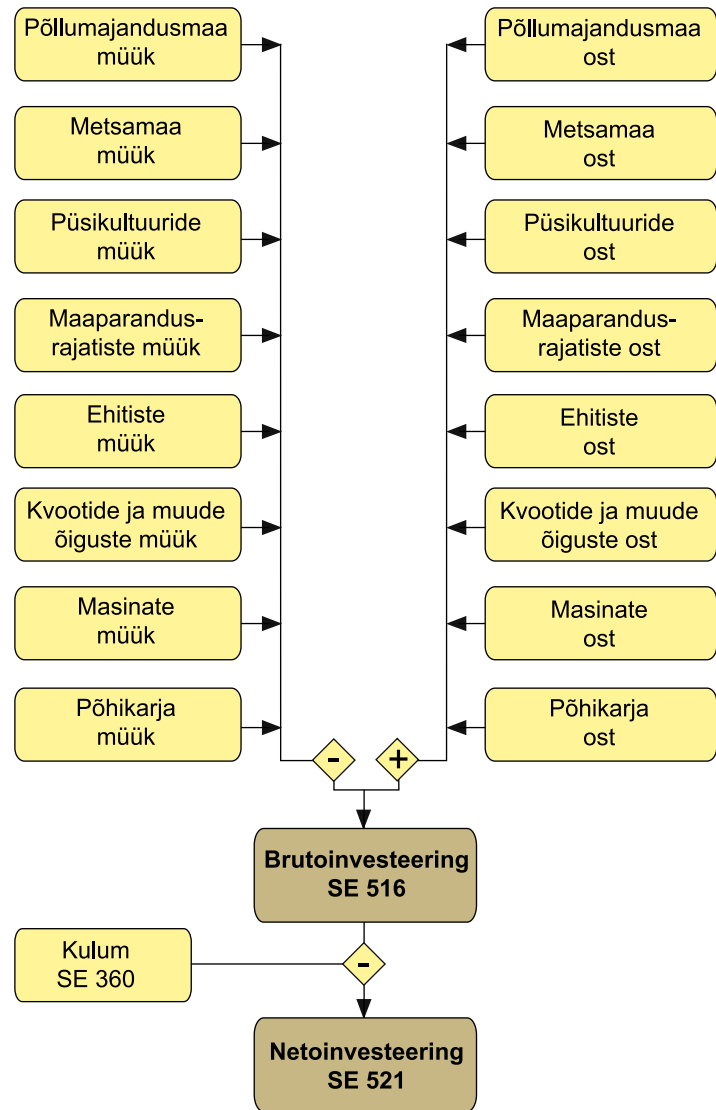 Põllumajandusmaa
müük
Põllumajandusmaa
ost
Metsamaa
müük
Metsamaa
ost
Püsikultuuride
müük
Püsikultuuride
ost
Maaparandus-
rajatiste müük
Maaparandus-
rajatiste ost
Ehitiste
müük
Ehitiste
ost
Kvootide ja muude
õiguste müük
Kvootide ja muude
õiguste ost
Masinate
müük
Masinate
ost
Põhikarja
müük
Põhikarja
ost
-
+
Brutoinvesteering
SE 516
Kulum
SE 360
-
Netoinvesteering
SE 521